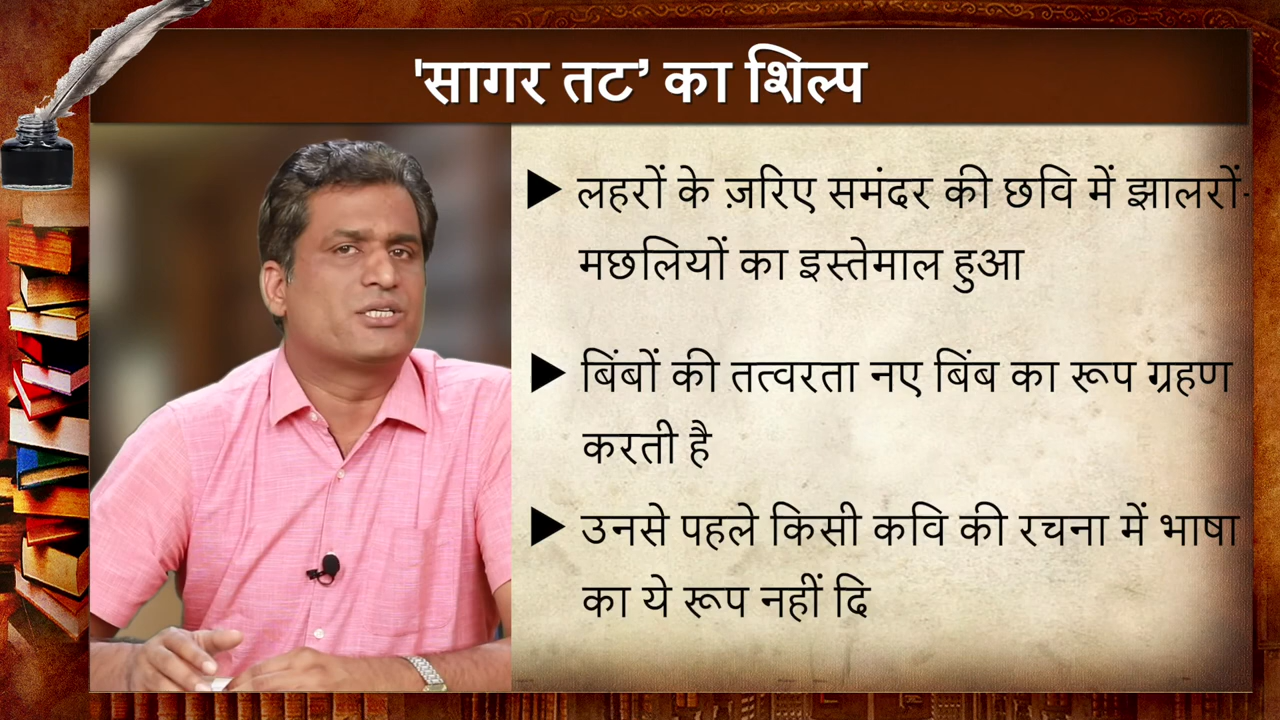 'सागर तट’ का शिल्प
▶ लहरों के ज़रिए समंदर की छवि में झालरों-
मछलियों का इस्तेमाल हुआ
▶ बिंबों की तत्वरता नए बिंब का रूप ग्रहण
करती है
▶ उनसे पहले किसी कवि की रचना में भाषा
का ये रूप नहीं दि